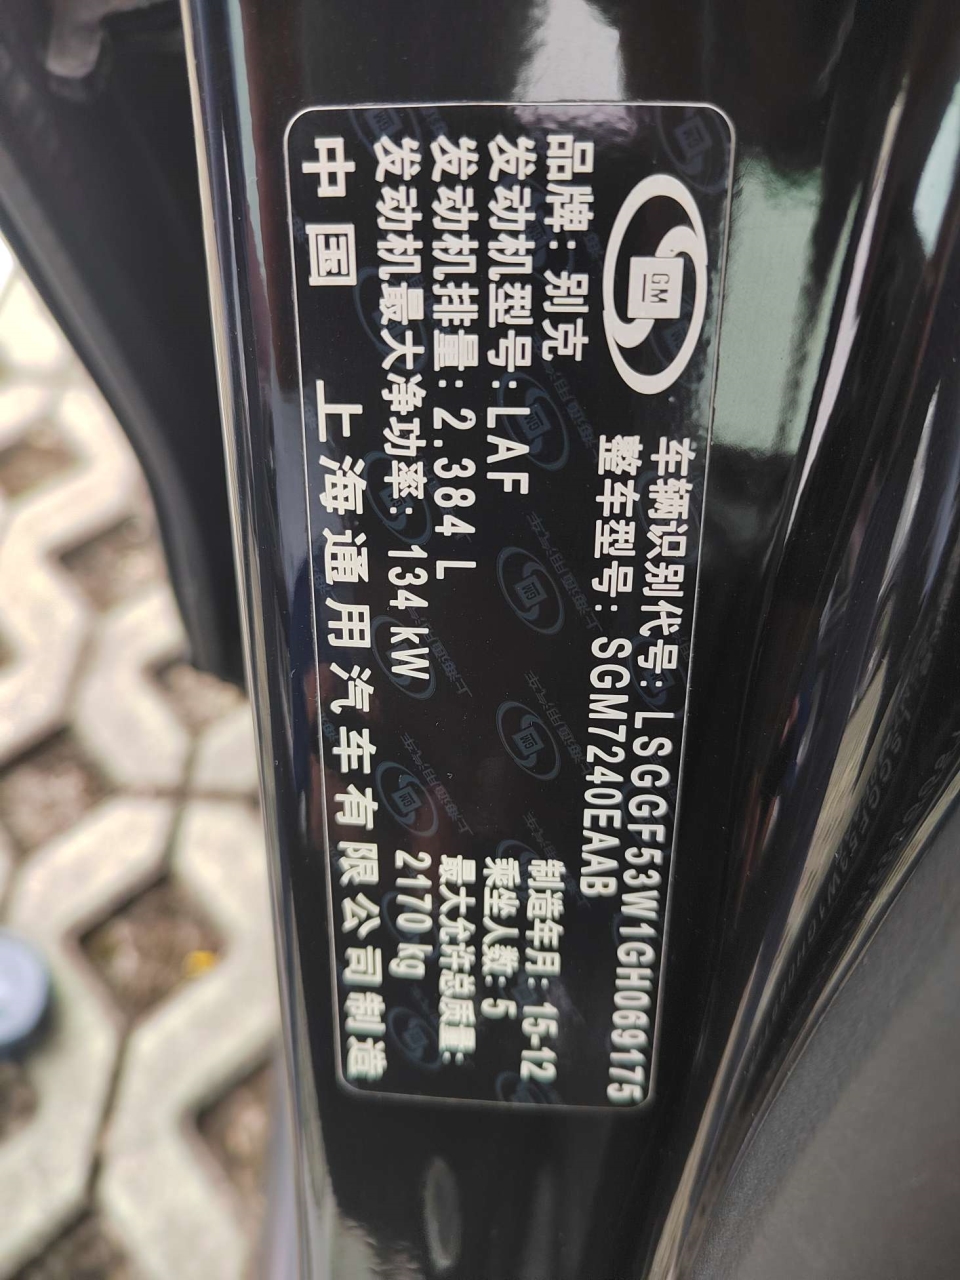 GM
车辆识别代号: LSGGF53W1GH069175
整车型号: SGM7240EAAB
品牌: 别克
发动机型号: LAF
制造年月: 15-12
发动机排量: 2.384 L
乘坐人数: 5
发动机最大净功率: 134 kW
最大允许总质量:
2170 kg
中国 上海通用汽车有限公司制造